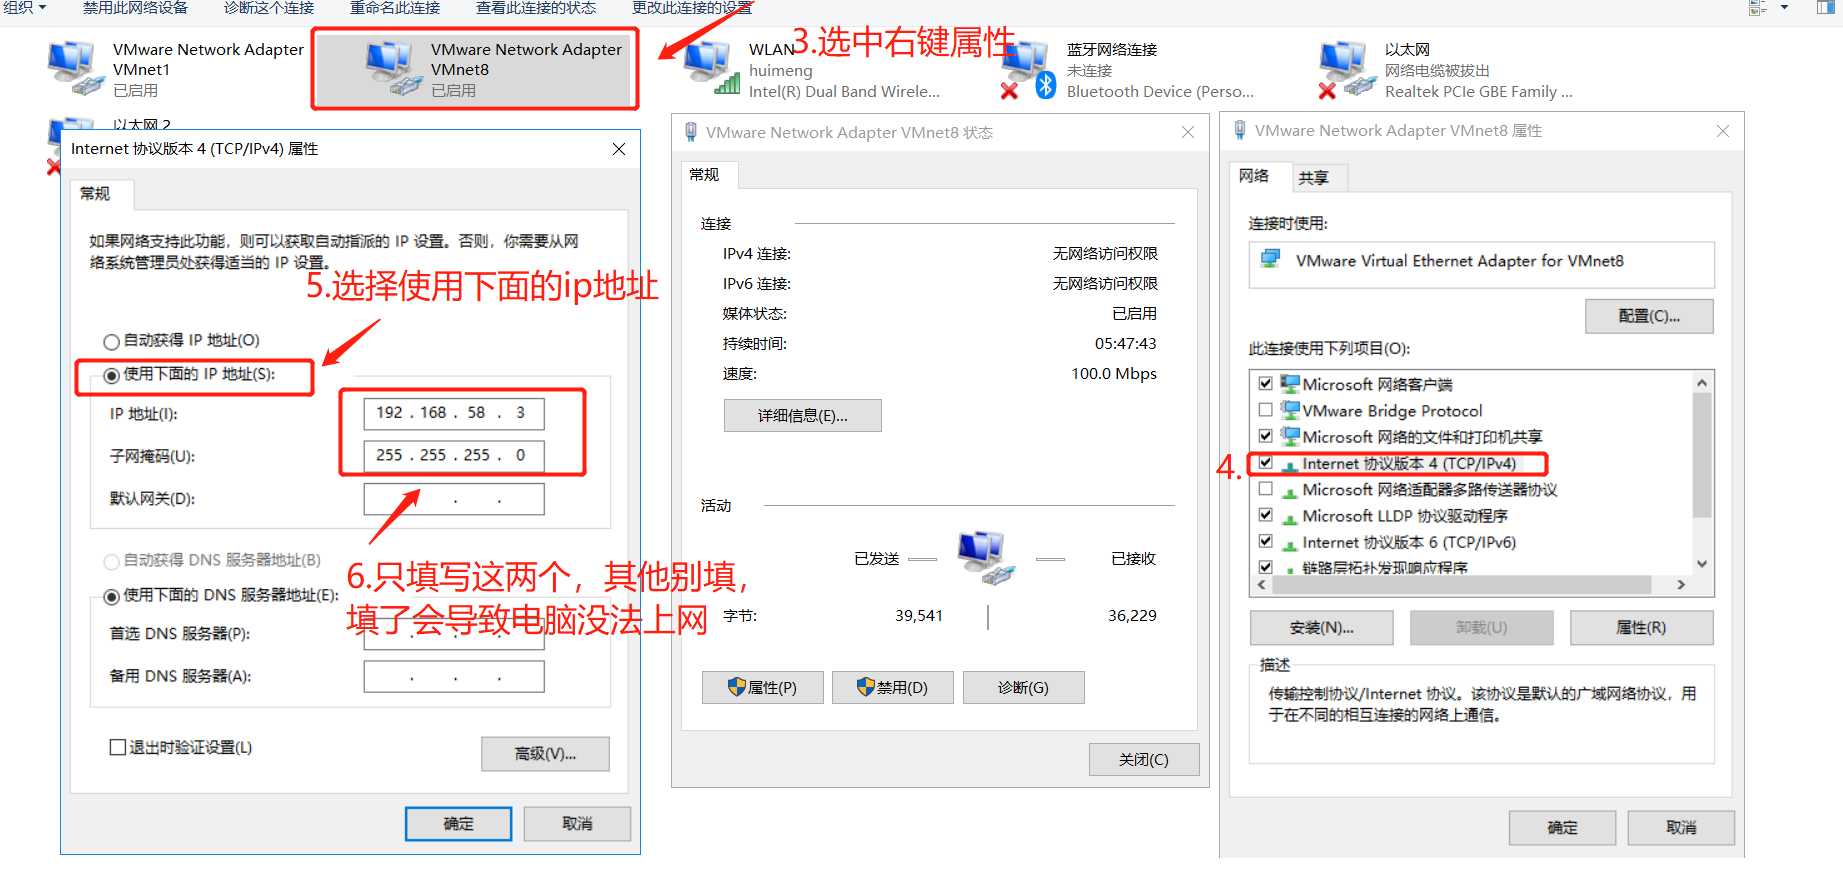 组织 禁用此网络设备 诊断这个连接 重命名此连接 查看此连接的状态 更改此连接的设置
VMware Network Adapter
VMnet1
已启用
VMware Network Adapter
VMnet8
已启用
WLAN
huimeng
Intel(R) Dual Band Wirele...
3.选中右键属性
蓝牙网络连接
未连接
Bluetooth Device (Perso...
以太网
网络电缆被拔出
Realtek PCIe GBE Family ...
以太网 2
Internet 协议版本 4 (TCP/IPv4) 属性
常规
如果网络支持此功能，则可以获取自动指派的 IP 设置。否则，你需要从网
络系统管理员处获得适当的 IP 设置。
5.选择使用下面的ip地址
自动获得 IP 地址(O)
使用下面的 IP 地址(S):
IP 地址(I): 192 . 168 . 58 . 3
子网掩码(U): 255 . 255 . 255 . 0
默认网关(D): . .
自动获得 DNS 服务器地址(B)
使用下面的 DNS 服务器地址(E):
6.只填写这两个，其他别填，
填了会导致电脑没法上网
首选 DNS 服务器(P): . . .
备用 DNS 服务器(A): . . .
退出时验证设置(L)
高级(V)...
确定 取消
VMware Network Adapter VMnet8 状态
常规
连接
IPv4 连接: 无网络访问权限
IPv6 连接: 无网络访问权限
媒体状态: 已启用
持续时间: 05:47:43
速度: 100.0 Mbps
详细信息(E)...
活动
已发送 已接收
字节: 39,541 36,229
属性(P) 禁用(D) 诊断(G)
关闭(C)
VMware Network Adapter VMnet8 属性
网络 共享
连接时使用:
VMware Virtual Ethernet Adapter for VMnet8
配置(C)...
此连接使用下列项目(O):
Microsoft 网络客户端
VMware Bridge Protocol
Microsoft 网络的文件和打印机共享
4. Internet 协议版本 4 (TCP/IPv4)
Microsoft 网络适配器多路传送器协议
Microsoft LLDP 协议驱动程序
Internet 协议版本 6 (TCP/IPv6)
链路层拓扑发现响应程序
安装(N)... 卸载(U) 属性(R)
描述
传输控制协议/Internet 协议。该协议是默认的广域网络协议，用
于在不同的相互连接的网络上通信。
确定 取消